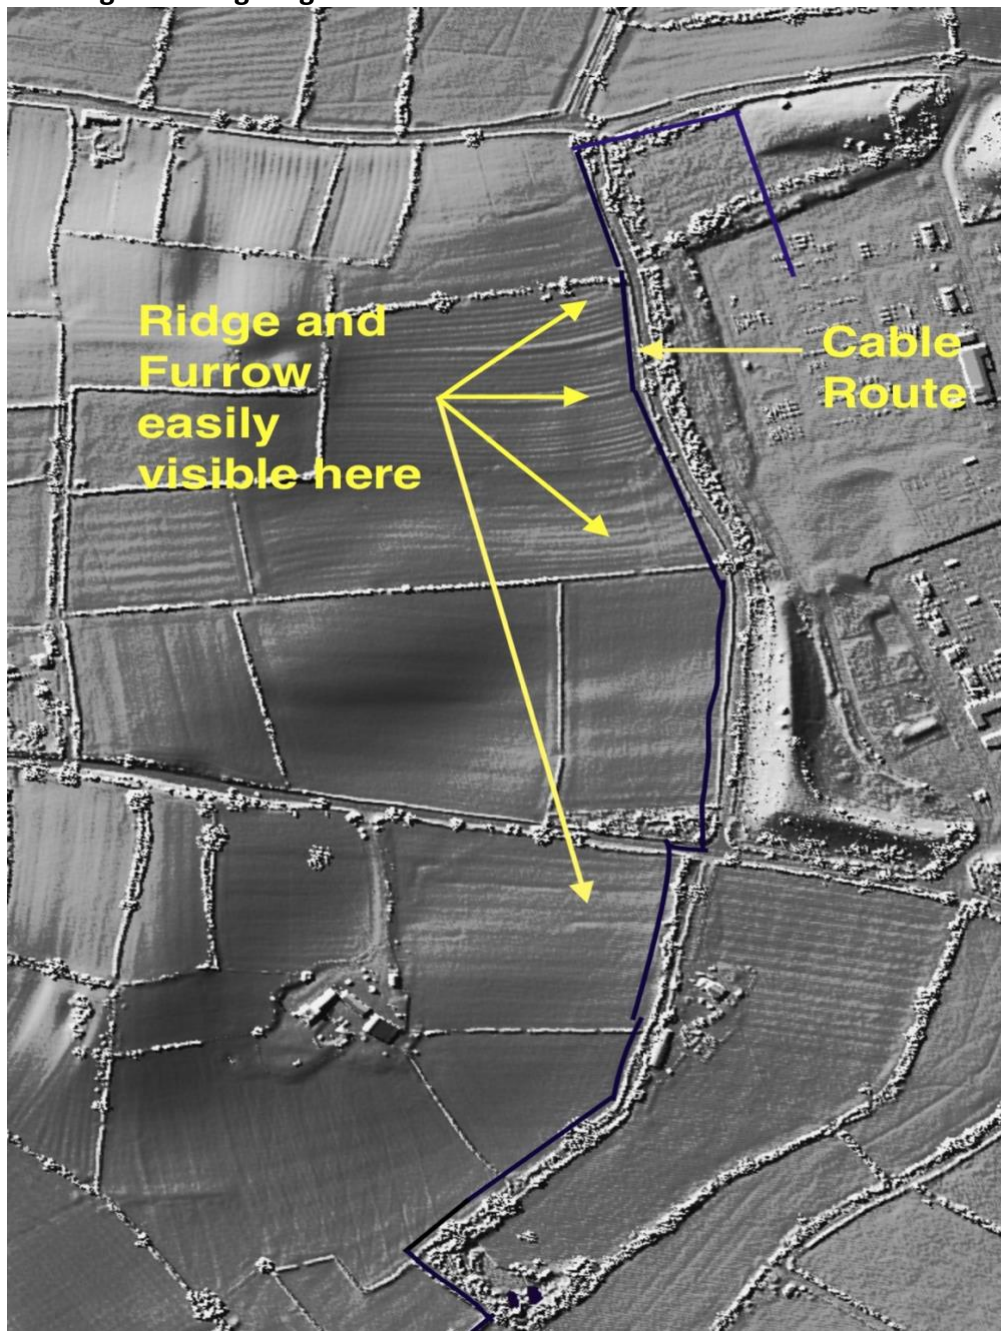 Ridge and
Furrow
easily
visible here
Cable
Route